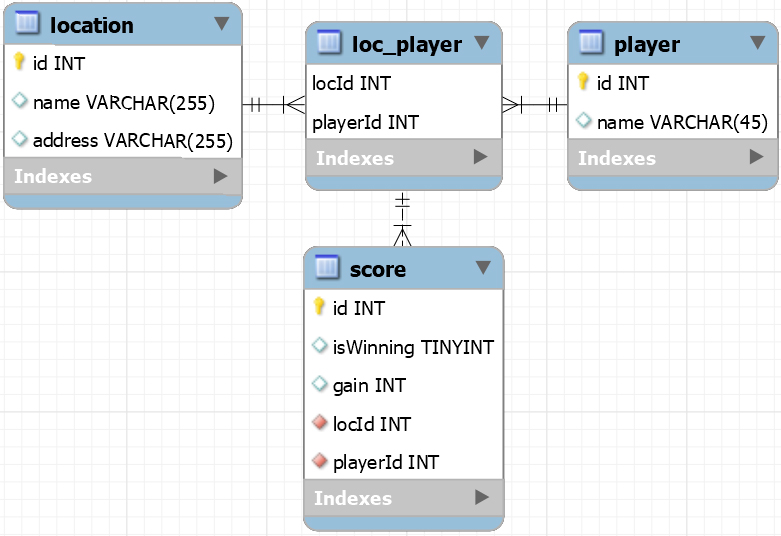 location
id INT
name VARCHAR(255)
address VARCHAR(255)
Indexes
loc_player
locId INT
playerId INT
Indexes
player
id INT
name VARCHAR(45)
Indexes
score
id INT
isWinning TINYINT
gain INT
locId INT
playerId INT
Indexes